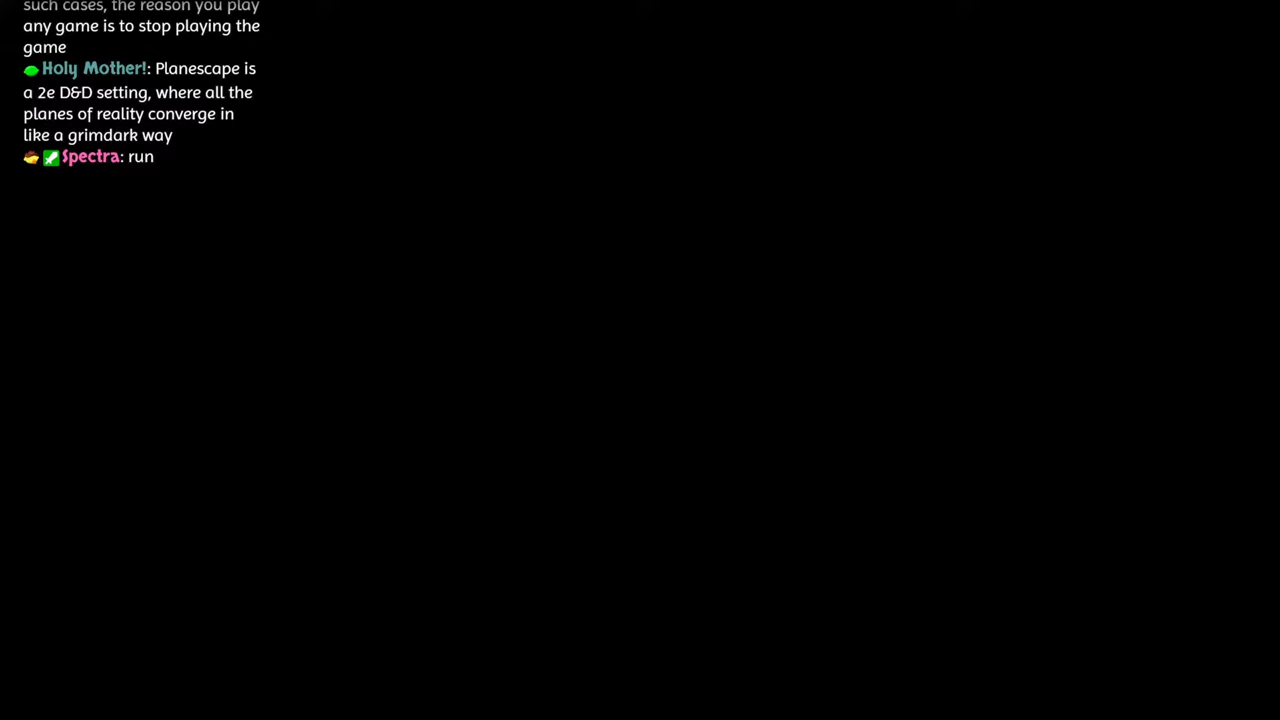 such cases, the reason you play
any game is to stop playing the
game
Holy Mother!: Planescape is
a 2e D&D setting, where all the
planes of reality converge in
like a grimdark way
Spectra: run